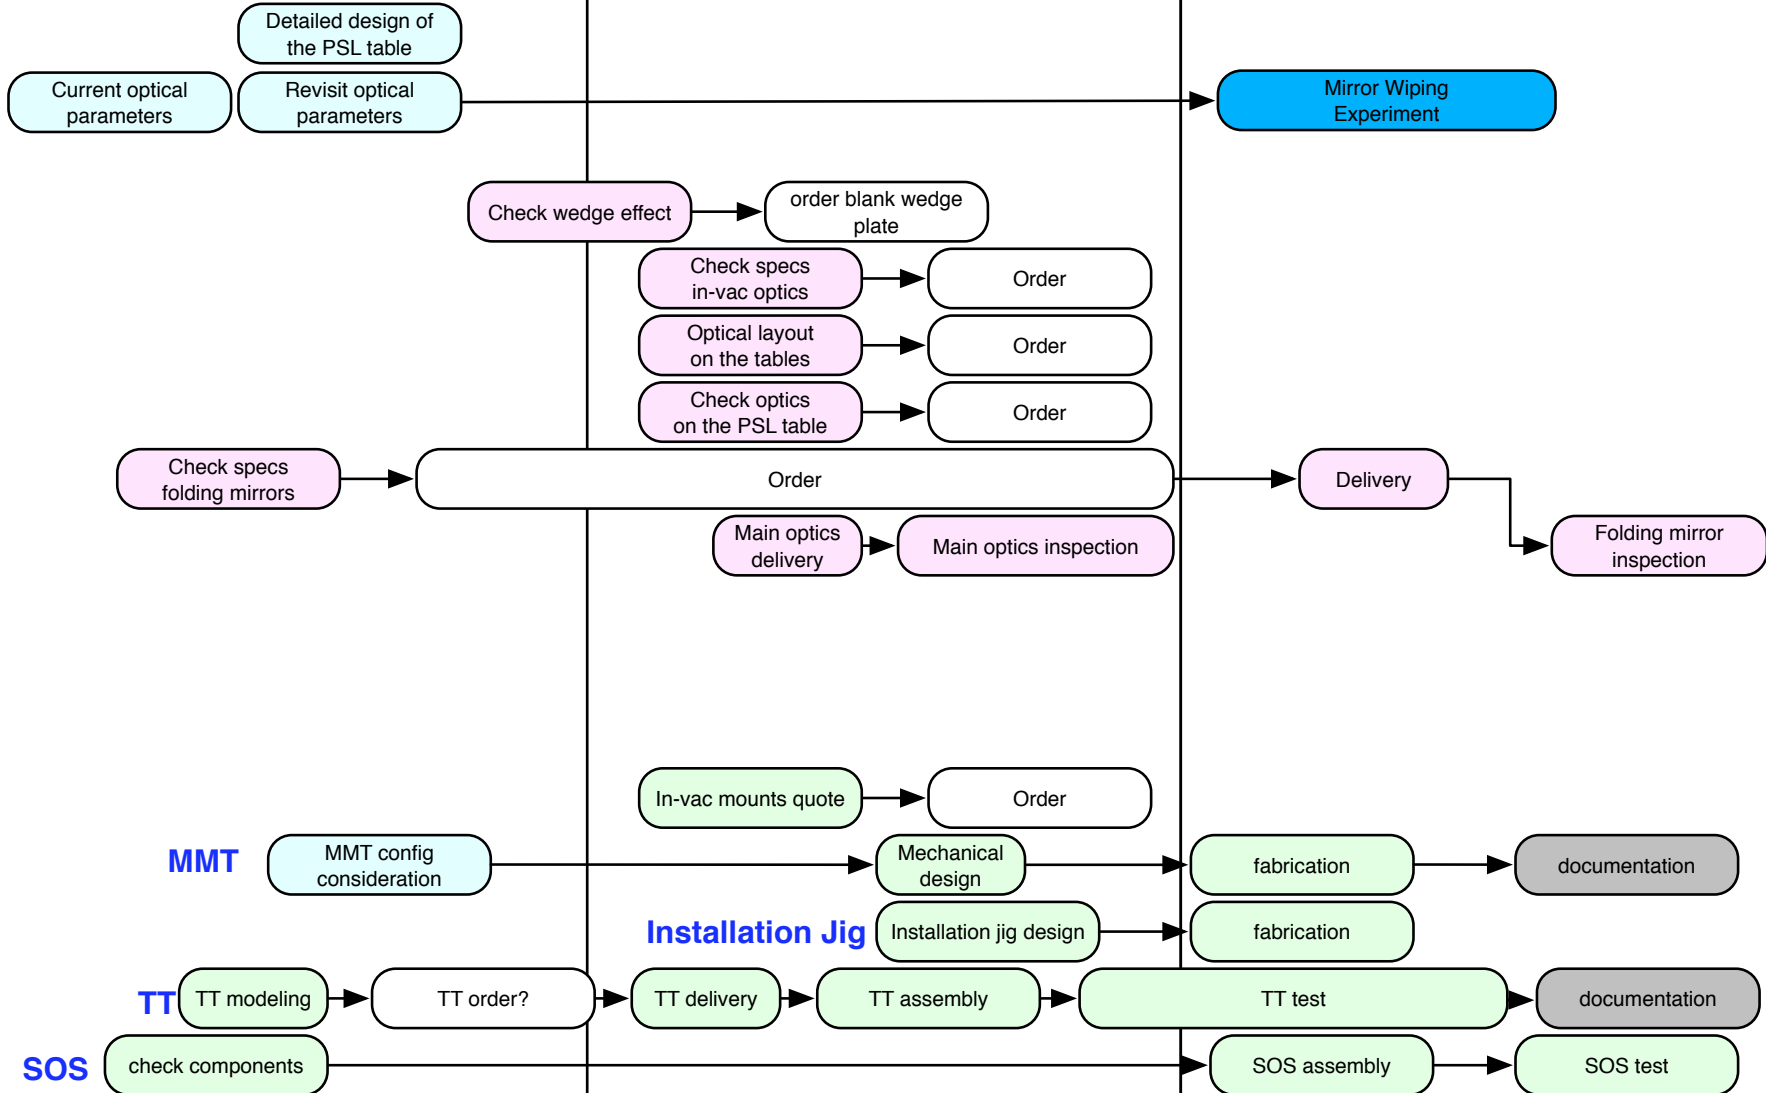 Detailed design of
the PSL table
Current optical
parameters
Revisit optical
parameters
Mirror Wiping
Experiment
Check wedge effect
order blank wedge
plate
Check specs
in-vac optics
Order
Optical layout
on the tables
Order
Check optics
on the PSL table
Order
Check specs
folding mirrors
Order
Delivery
Main optics
delivery
Main optics inspection
Folding mirror
inspection
In-vac mounts quote
Order
MMT
MMT config
consideration
Mechanical
design
fabrication
documentation
Installation Jig
Installation jig design
fabrication
TT
TT modeling
TT order?
TT delivery
TT assembly
TT test
documentation
SOS
check components
SOS assembly
SOS test